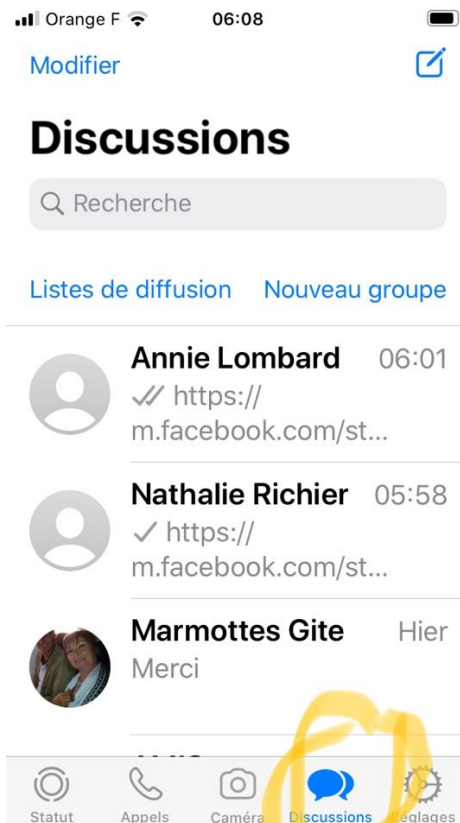 Orange F 06:08
Modifier
Discussions
Recherche
Listes de diffusion Nouveau groupe
Annie Lombard 06:01
https://
m.facebook.com/st...
Nathalie Richier 05:58
https://
m.facebook.com/st...
Marmottes Gite Hier
Merci
Statut Appels Caméra Discussions Réglages